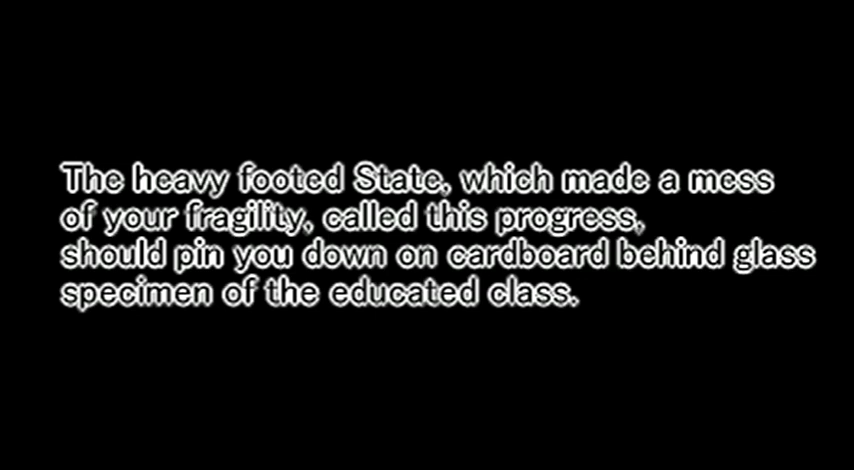 The heavy footed State, which made a mess
of your fragility, called this progress,
should pin you down on cardboard behind glass
specimen of the educated class.